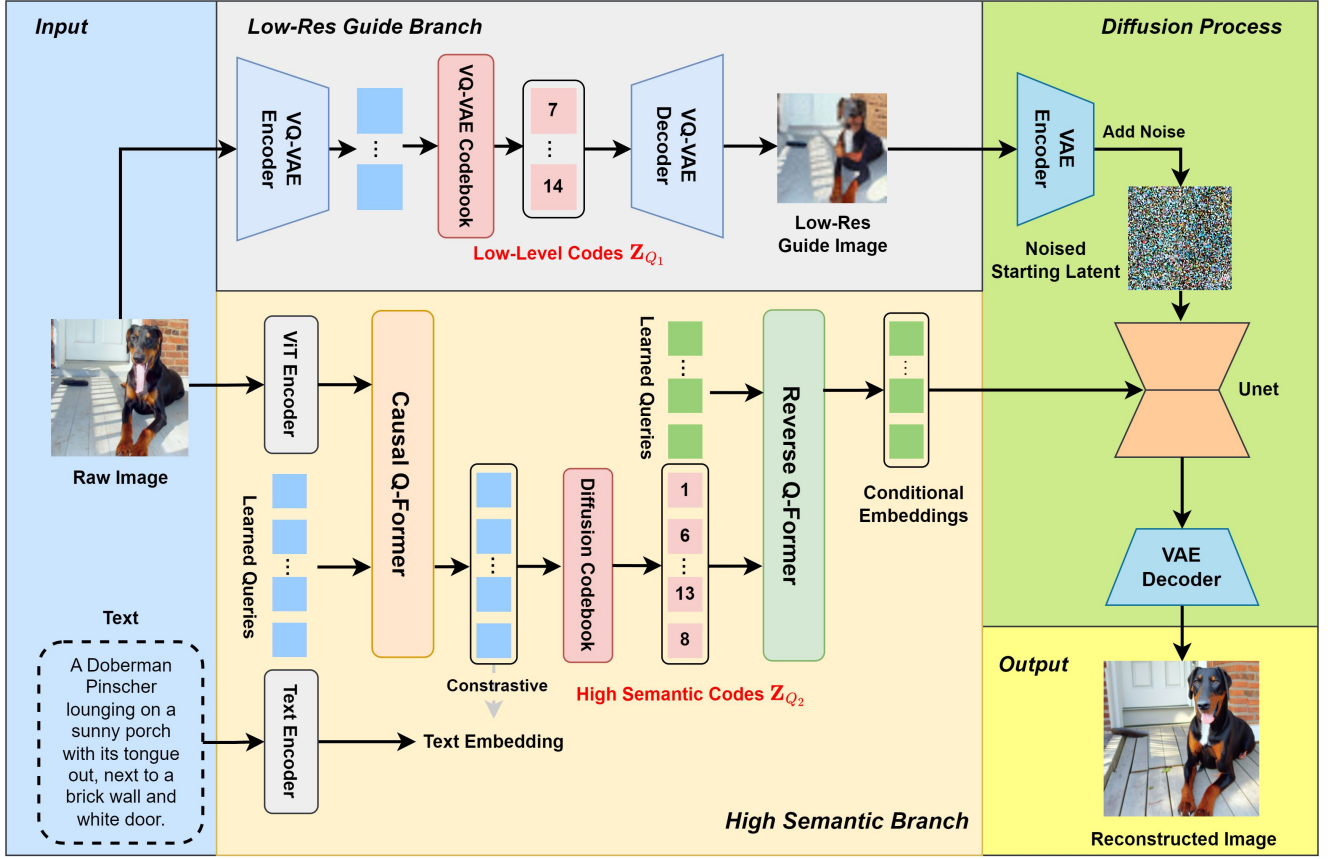 Input
Low-Res Guide Branch
Diffusion Process
VQ-VAE
Encoder
...
VQ-VAE Codebook
7
...
14
VQ-VAE
Decoder
Low-Level Codes Z_{Q_1}
Low-Res
Guide Image
VAE
Encoder
Add Noise
Noised
Starting Latent
Raw Image
ViT Encoder
Learned Queries
...
Causal Q-Former
...
Constrastive
Diffusion Codebook
Learned Queries
...
1
6
...
13
8
High Semantic Codes Z_{Q_2}
Reverse Q-Former
...
Conditional
Embeddings
Unet
VAE
Decoder
Text
A Doberman
Pinscher
lounging on a
sunny porch
with its tongue
out, next to a
brick wall and
white door.
Text Encoder
Text Embedding
High Semantic Branch
Output
Reconstructed Image